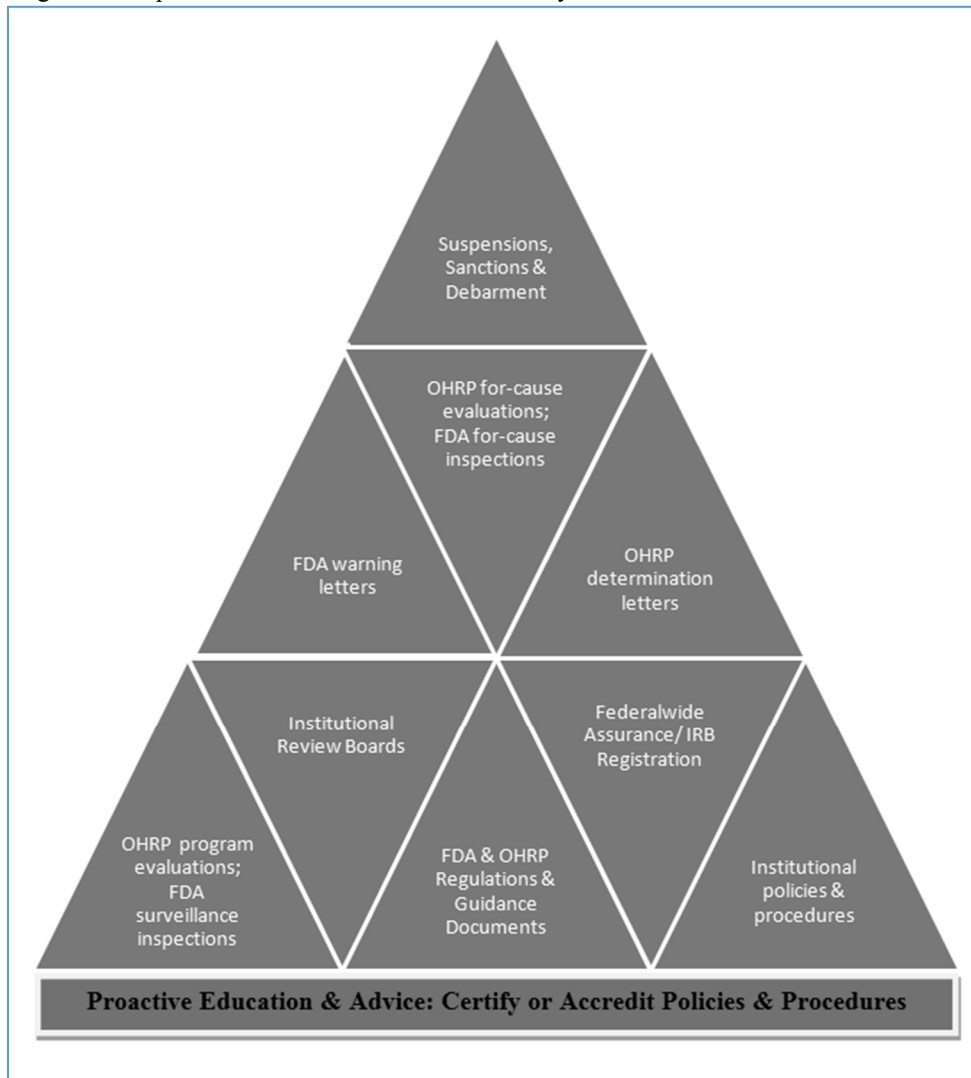 Suspensions,
Sanctions &
Debarment
OHRP for-cause
evaluations;
FDA for-cause
inspections
FDA warning
letters
OHRP
determination
letters
Institutional
Review Boards
Federalwide
Assurance/ IRB
Registration
OHRP program
evaluations;
FDA
surveillance
inspections
FDA & OHRP
Regulations &
Guidance
Documents
Institutional
policies &
procedures
Proactive Education & Advice: Certify or Accredit Policies & Procedures